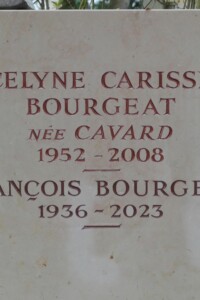 CELYNE CARISS
BOURGEAT
NÉE CAVARD
1952 - 2008
ANÇOIS BOURGE
1936 - 2023